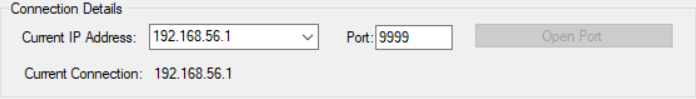 Connection Details
Current IP Address: 192.168.56.1 Port: 9999 Open Port
Current Connection: 192.168.56.1